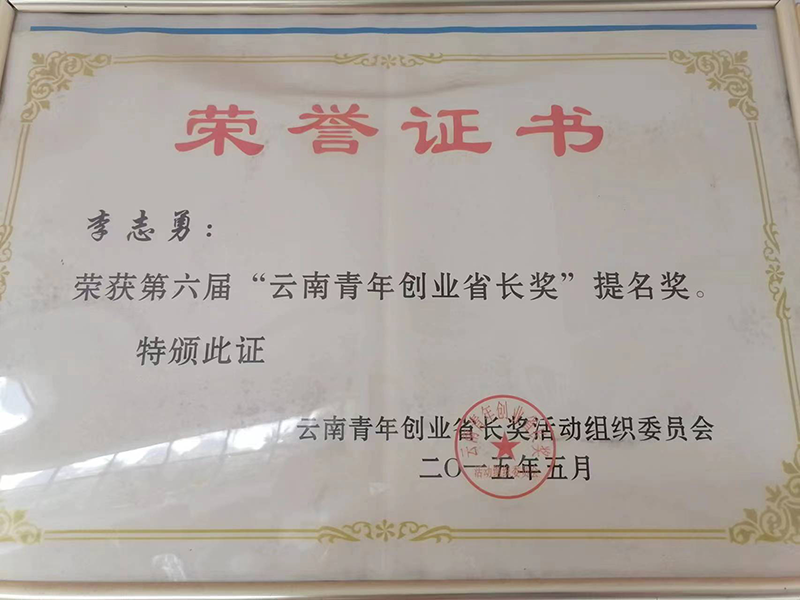 荣誉证书
李志勇：
荣获第六届“云南青年创业省长奖”提名奖。
特颁此证
云南青年创业省长奖活动组织委员会
二〇一五年五月